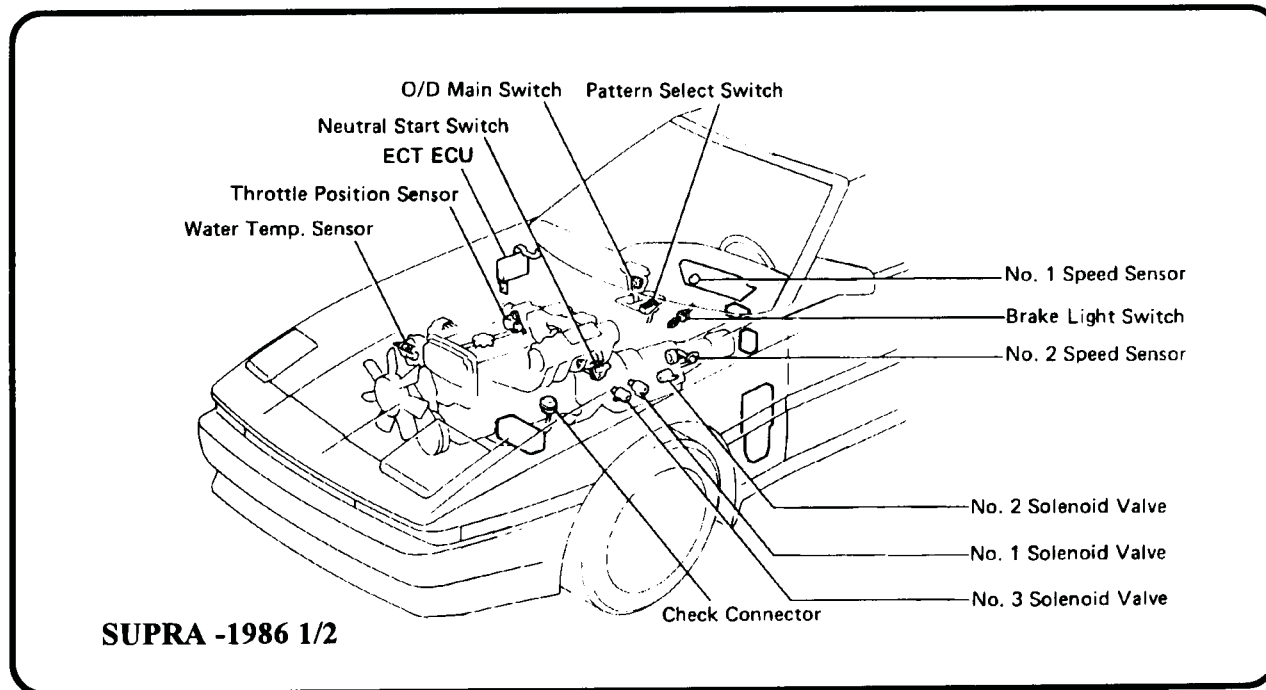 O/D Main Switch
Pattern Select Switch
Neutral Start Switch
ECT ECU
Throttle Position Sensor
Water Temp. Sensor
No. 1 Speed Sensor
Brake Light Switch
No. 2 Speed Sensor
No. 2 Solenoid Valve
No. 1 Solenoid Valve
No. 3 Solenoid Valve
Check Connector
SUPRA -1986 1/2